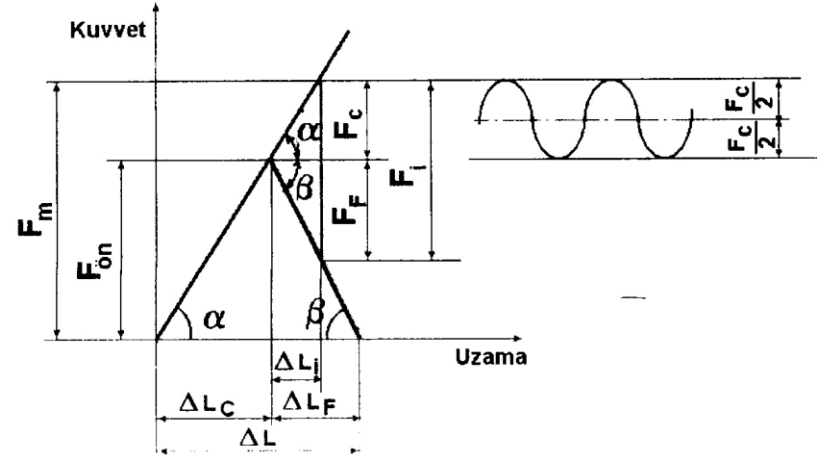 Kuvvet
F_m
F_ön
α
β
F_c
F_F
F_i
F_c/2
F_c/2
α
β
Uzama
ΔL_i
ΔL_C
ΔL_F
ΔL